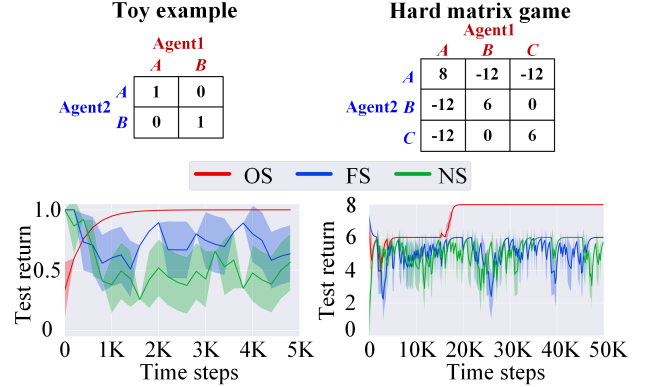 Toy example
Hard matrix game
Agent1
A B
Agent2 A 1 0
B 0 1
Agent1
A B C
A 8 -12 -12
Agent2 B -12 6 0
C -12 0 6
OS FS NS
Test return
1.0
0.5
0
0 1K 2K 3K 4K 5K
Time steps
Test return
8
6
4
2
0
0 10K 20K 30K 40K 50K
Time steps